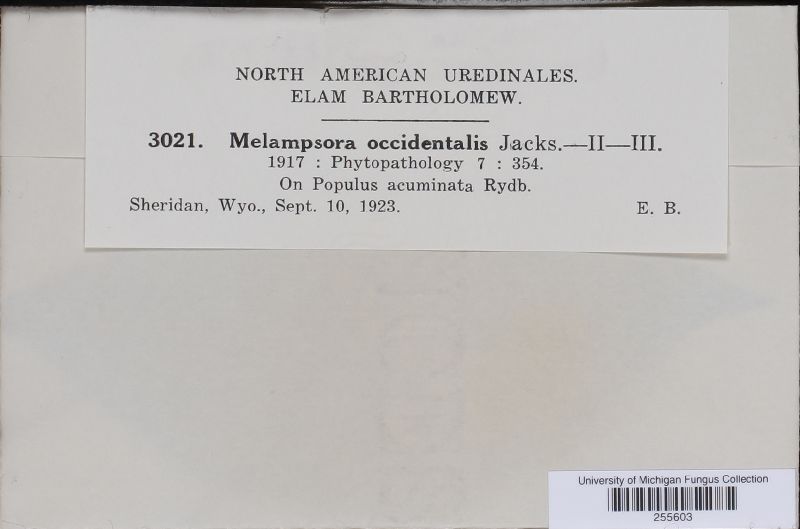 NORTH AMERICAN UREDINALES.
ELAM BARTHOLOMEW.
3021. Melampsora occidentalis Jacks.—II—III.
1917 : Phytopathology 7 : 354.
On Populus acuminata Rydb.
Sheridan, Wyo., Sept. 10, 1923. E. B.
University of Michigan Fungus Collection
255603